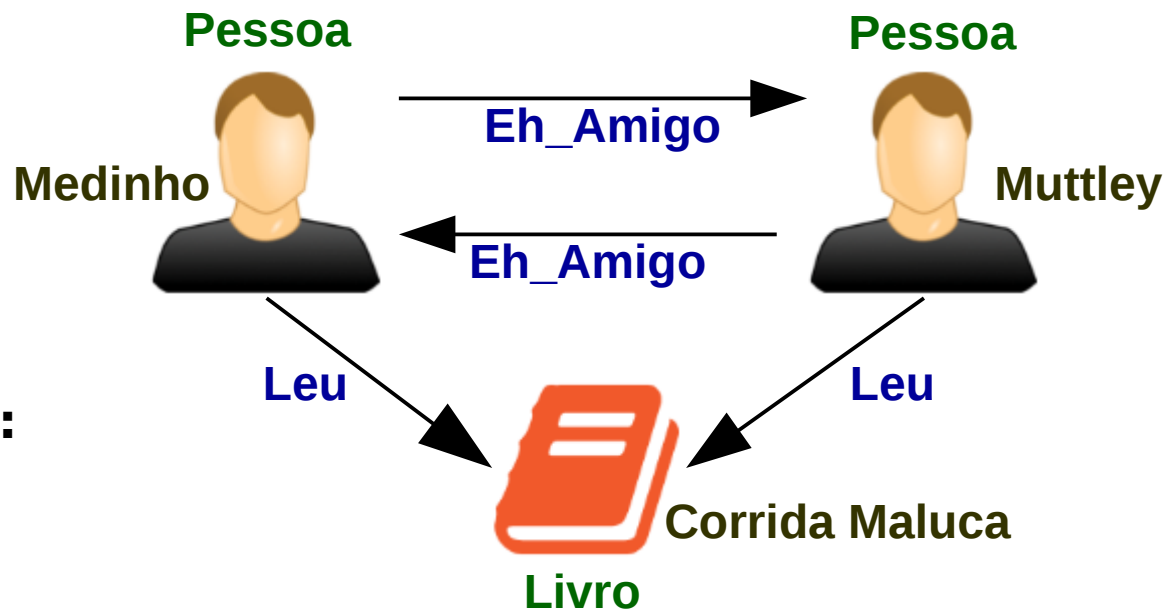 Pessoa
Pessoa
Eh_Amigo
Medinho
Muttley
Eh_Amigo
Leu
Leu
:
Corrida Maluca
Livro